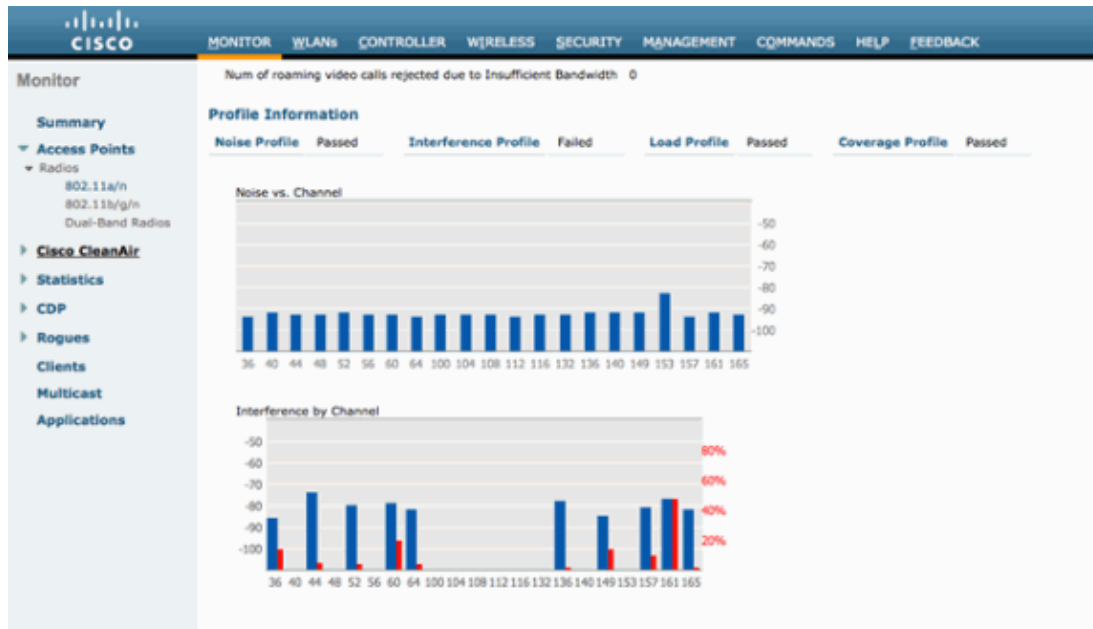 CISCO
MONITOR WLANs CONTROLLER WIRELESS SECURITY MANAGEMENT COMMANDS HELP FEEDBACK
Monitor
Summary
Access Points
Radios
802.11a/n
802.11b/g/n
Dual-Band Radios
Cisco CleanAir
Statistics
CDP
Rogues
Clients
Multicast
Applications
Num of roaming video calls rejected due to Insufficient Bandwidth 0
Profile Information
Noise Profile Passed Interference Profile Failed Load Profile Passed Coverage Profile Passed
Noise vs. Channel
-50
-60
-70
-80
-90
-100
36 40 44 48 52 56 60 64 100 104 108 112 116 132 136 140 149 153 157 161 165
Interference by Channel
-50
-60
-70
-80
-90
-100
80%
60%
40%
20%
36 40 44 48 52 56 60 64 100 104 108 112 116 132 136 140 149 153 157 161 165